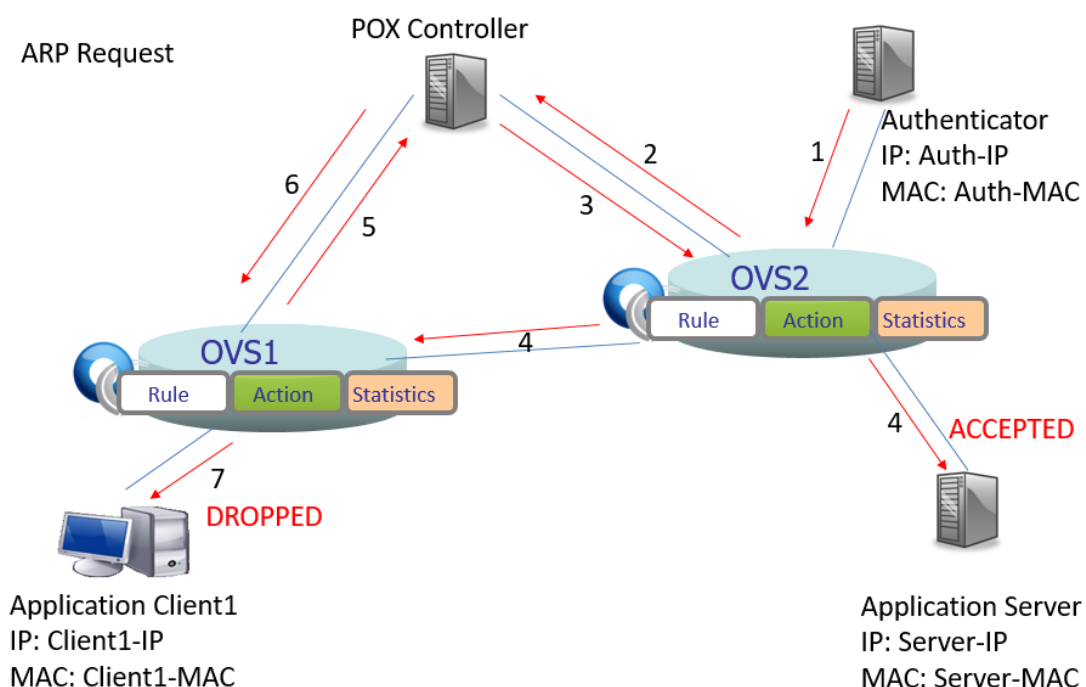 POX Controller
ARP Request
Authenticator
IP: Auth-IP
MAC: Auth-MAC
1
2
6
3
5
OVS2
Rule
Action
Statistics
4
OVS1
Rule
Action
Statistics
4
ACCEPTED
7
DROPPED
Application Client1
IP: Client1-IP
MAC: Client1-MAC
Application Server
IP: Server-IP
MAC: Server-MAC